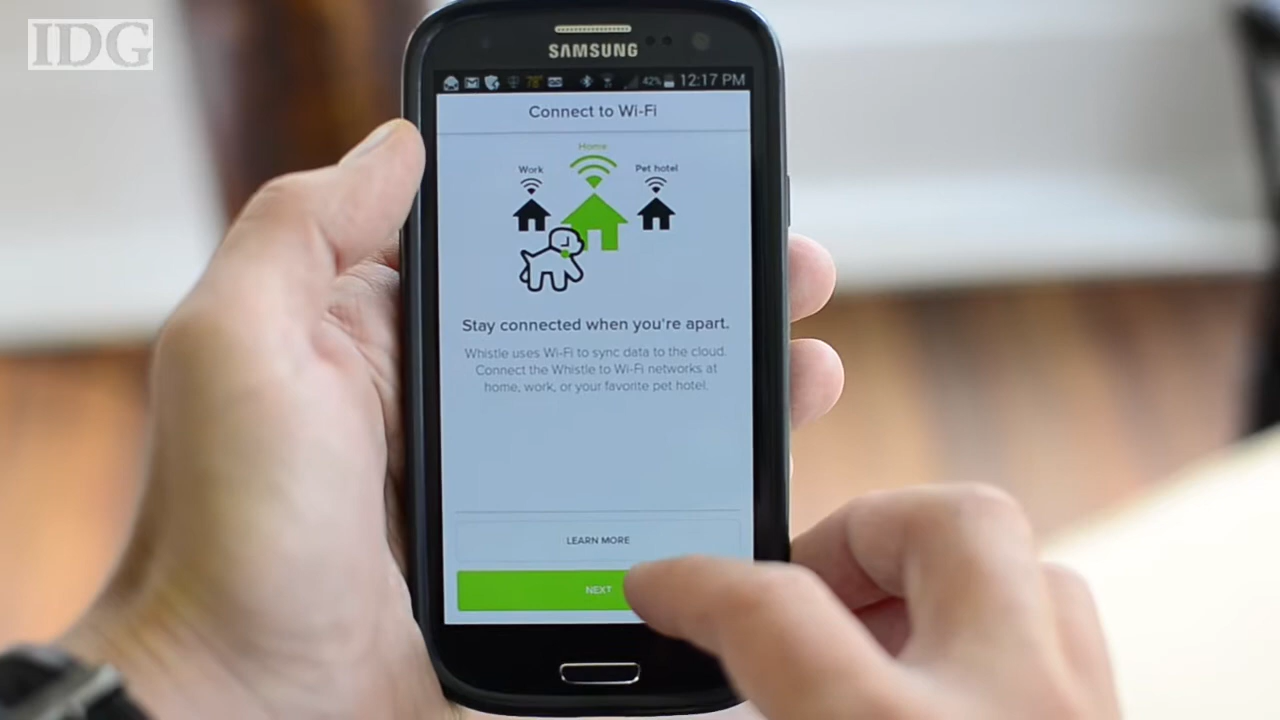 IDG
SAMSUNG
78° 42% 12:17 PM
Connect to Wi-Fi
Home
Work
Pet hotel
Stay connected when you're apart.
Whistle uses Wi-Fi to sync data to the cloud.
Connect the Whistle to Wi-Fi networks at
home, work, or your favorite pet hotel.
LEARN MORE
NEXT